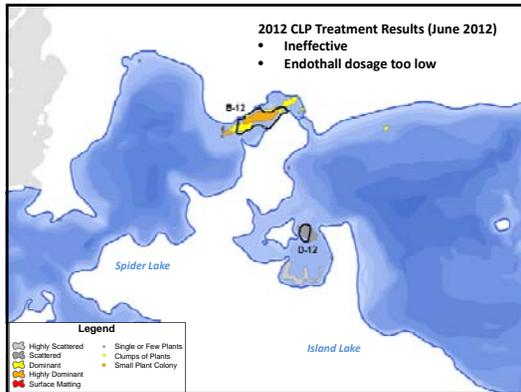 2012 CLP Treatment Results (June 2012)
• Ineffective
• Endothall dosage too low
B-12
D-12
Spider Lake
Island Lake
Legend
Highly Scattered
Scattered
Dominant
Highly Dominant
Surface Matting
Single or Few Plants
Clumps of Plants
Small Plant Colony